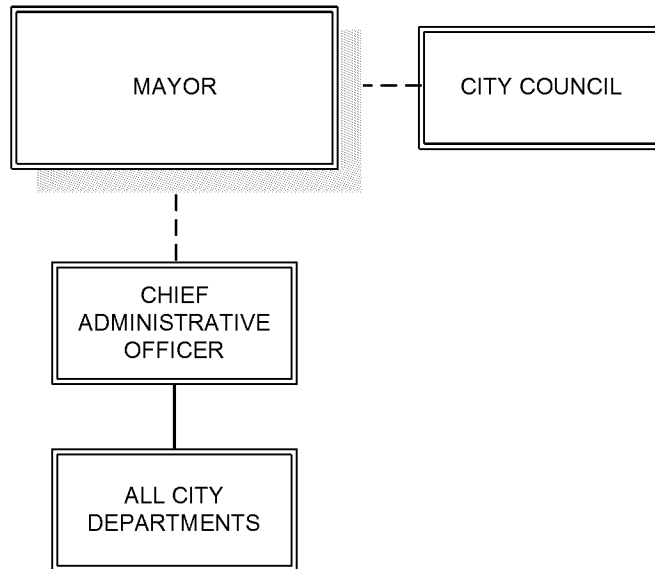 MAYOR
CITY COUNCIL
CHIEF
ADMINISTRATIVE
OFFICER
ALL CITY
DEPARTMENTS